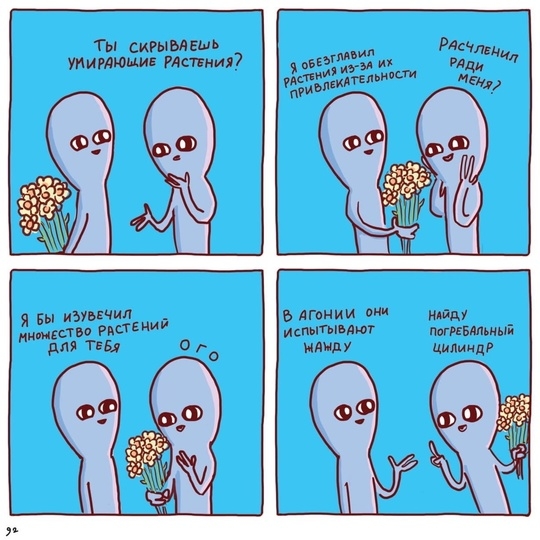 Ты скрываешь
умирающие растения?
Я обезглавил
растения из-за их
привлекательности
Расчленил
ради
меня?
Я бы изувечил
множество растений
для тебя
ого
В агонии они
испытывают
жажду
Найду
погребальный
цилиндр
92